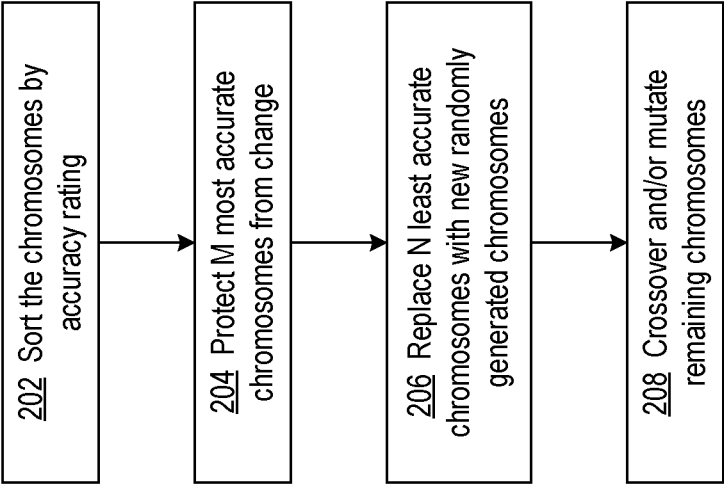 202 Sort the chromosomes by
accuracy rating
204 Protect M most accurate
chromosomes from change
206 Replace N least accurate
chromosomes with new randomly
generated chromosomes
208 Crossover and/or mutate
remaining chromosomes